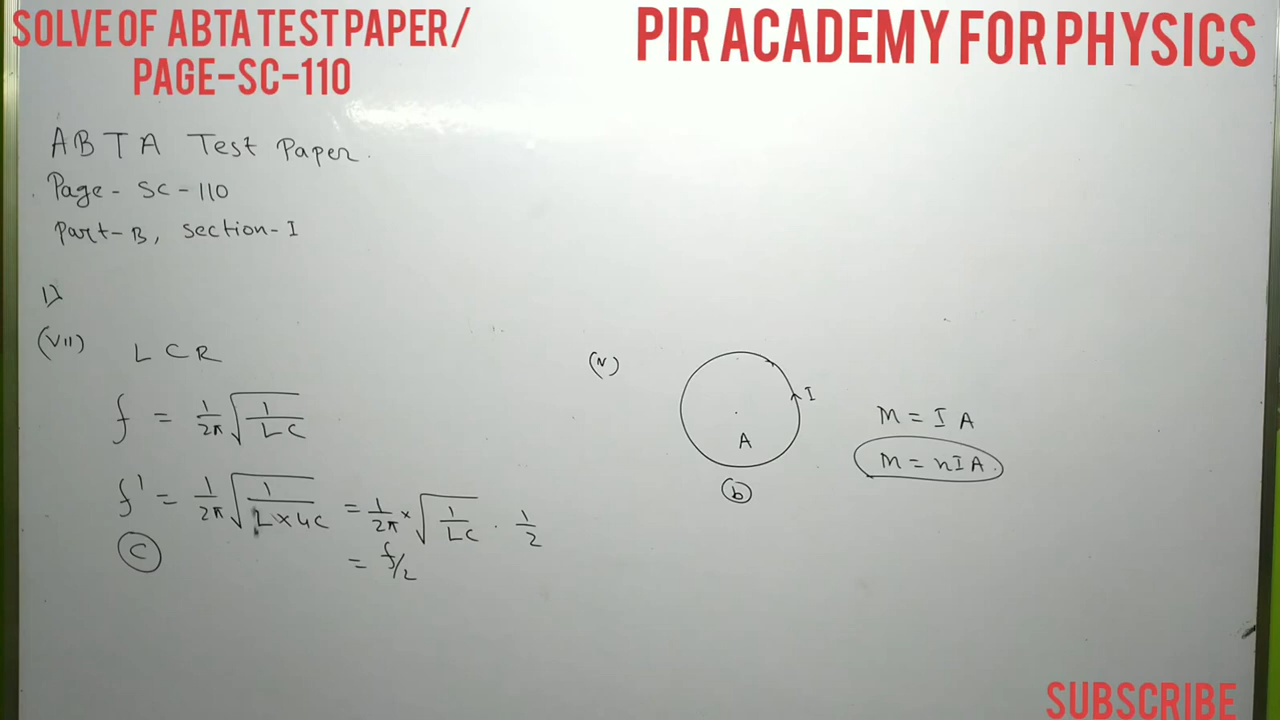 SOLVE OF ABTA TEST PAPER/
PAGE-SC-110
PIR ACADEMY FOR PHYSICS
ABTA Test Paper.
Page - SC - 110
Part-B, Section-I
1>
(VII) LCR
f = 1/2π √(1/LC)
f' = 1/2π √(1/L×4C) = 1/2π × √(1/LC) · 1/2
= f/2
(C)
(V)
I
A
(b)
M = I A
M = nIA.
SUBSCRIBE